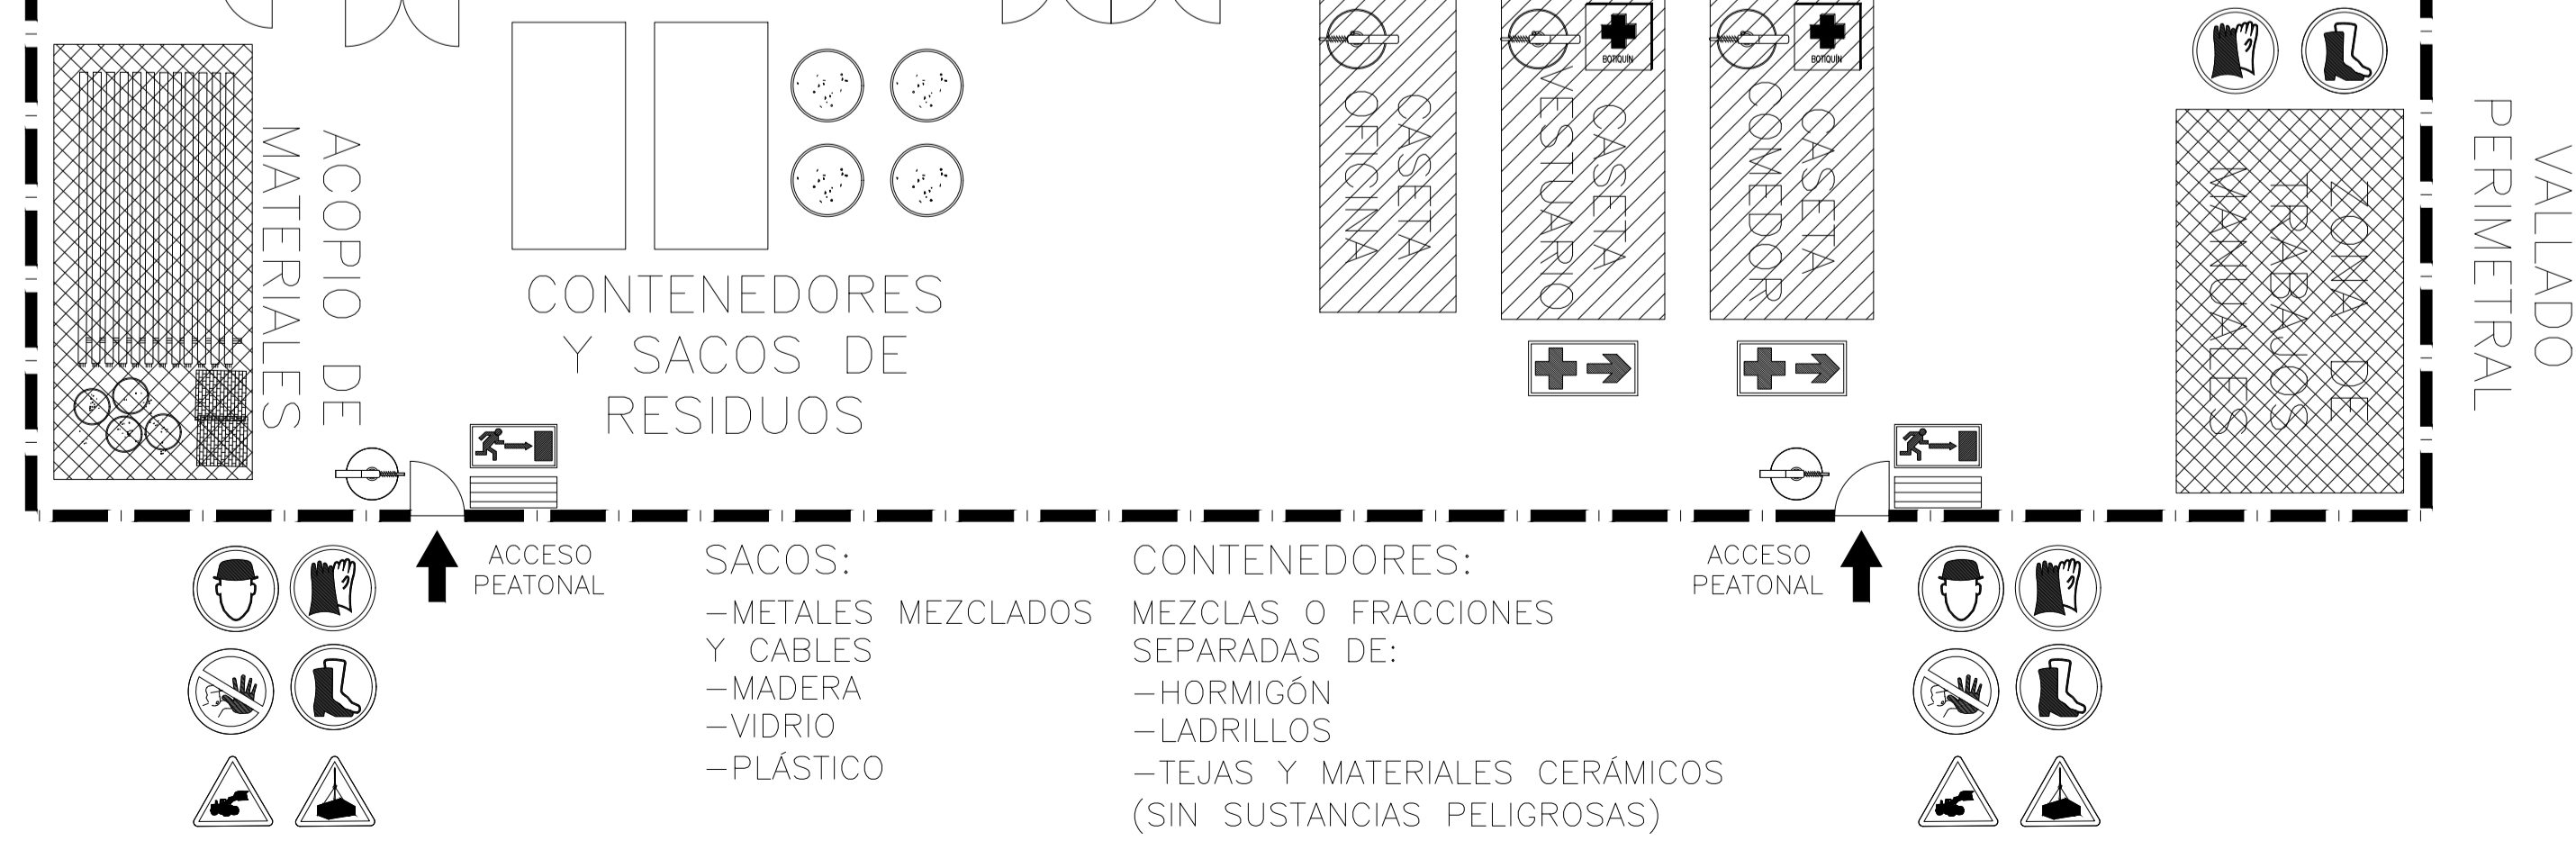 ACOPIO DE
MATERIALES
CONTENEDORES
Y SACOS DE
RESIDUOS
CASETA
OFICINA
BOTIQUÍN
CASETA
VESTUARIO
BOTIQUÍN
CASETA
COMEDOR
ZONA DE
TRABAJOS
MANUALES
VALLADO
PERIMETRAL
ACCESO
PEATONAL
SACOS:
—METALES MEZCLADOS
Y CABLES
—MADERA
—VIDRIO
—PLÁSTICO
CONTENEDORES:
MEZCLAS O FRACCIONES
SEPARADAS DE:
—HORMIGÓN
—LADRILLOS
—TEJAS Y MATERIALES CERÁMICOS
(SIN SUSTANCIAS PELIGROSAS)
ACCESO
PEATONAL